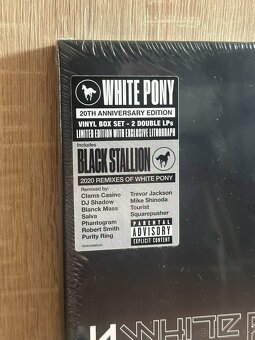 WHITE PONY
20TH ANNIVERSARY EDITION
VINYL BOX SET - 2 DOUBLE LPs
LIMITED EDITION WITH EXCLUSIVE LITHOGRAPH
Includes
BLACK STALLION
2020 REMIXES OF WHITE PONY
Remixed by:
Clams Casino
DJ Shadow
Blanck Mass
Salva
Phantogram
Robert Smith
Purity Ring
Trevor Jackson
Mike Shinoda
Tourist
Squarepusher
PARENTAL
ADVISORY
EXPLICIT CONTENT
WHITE